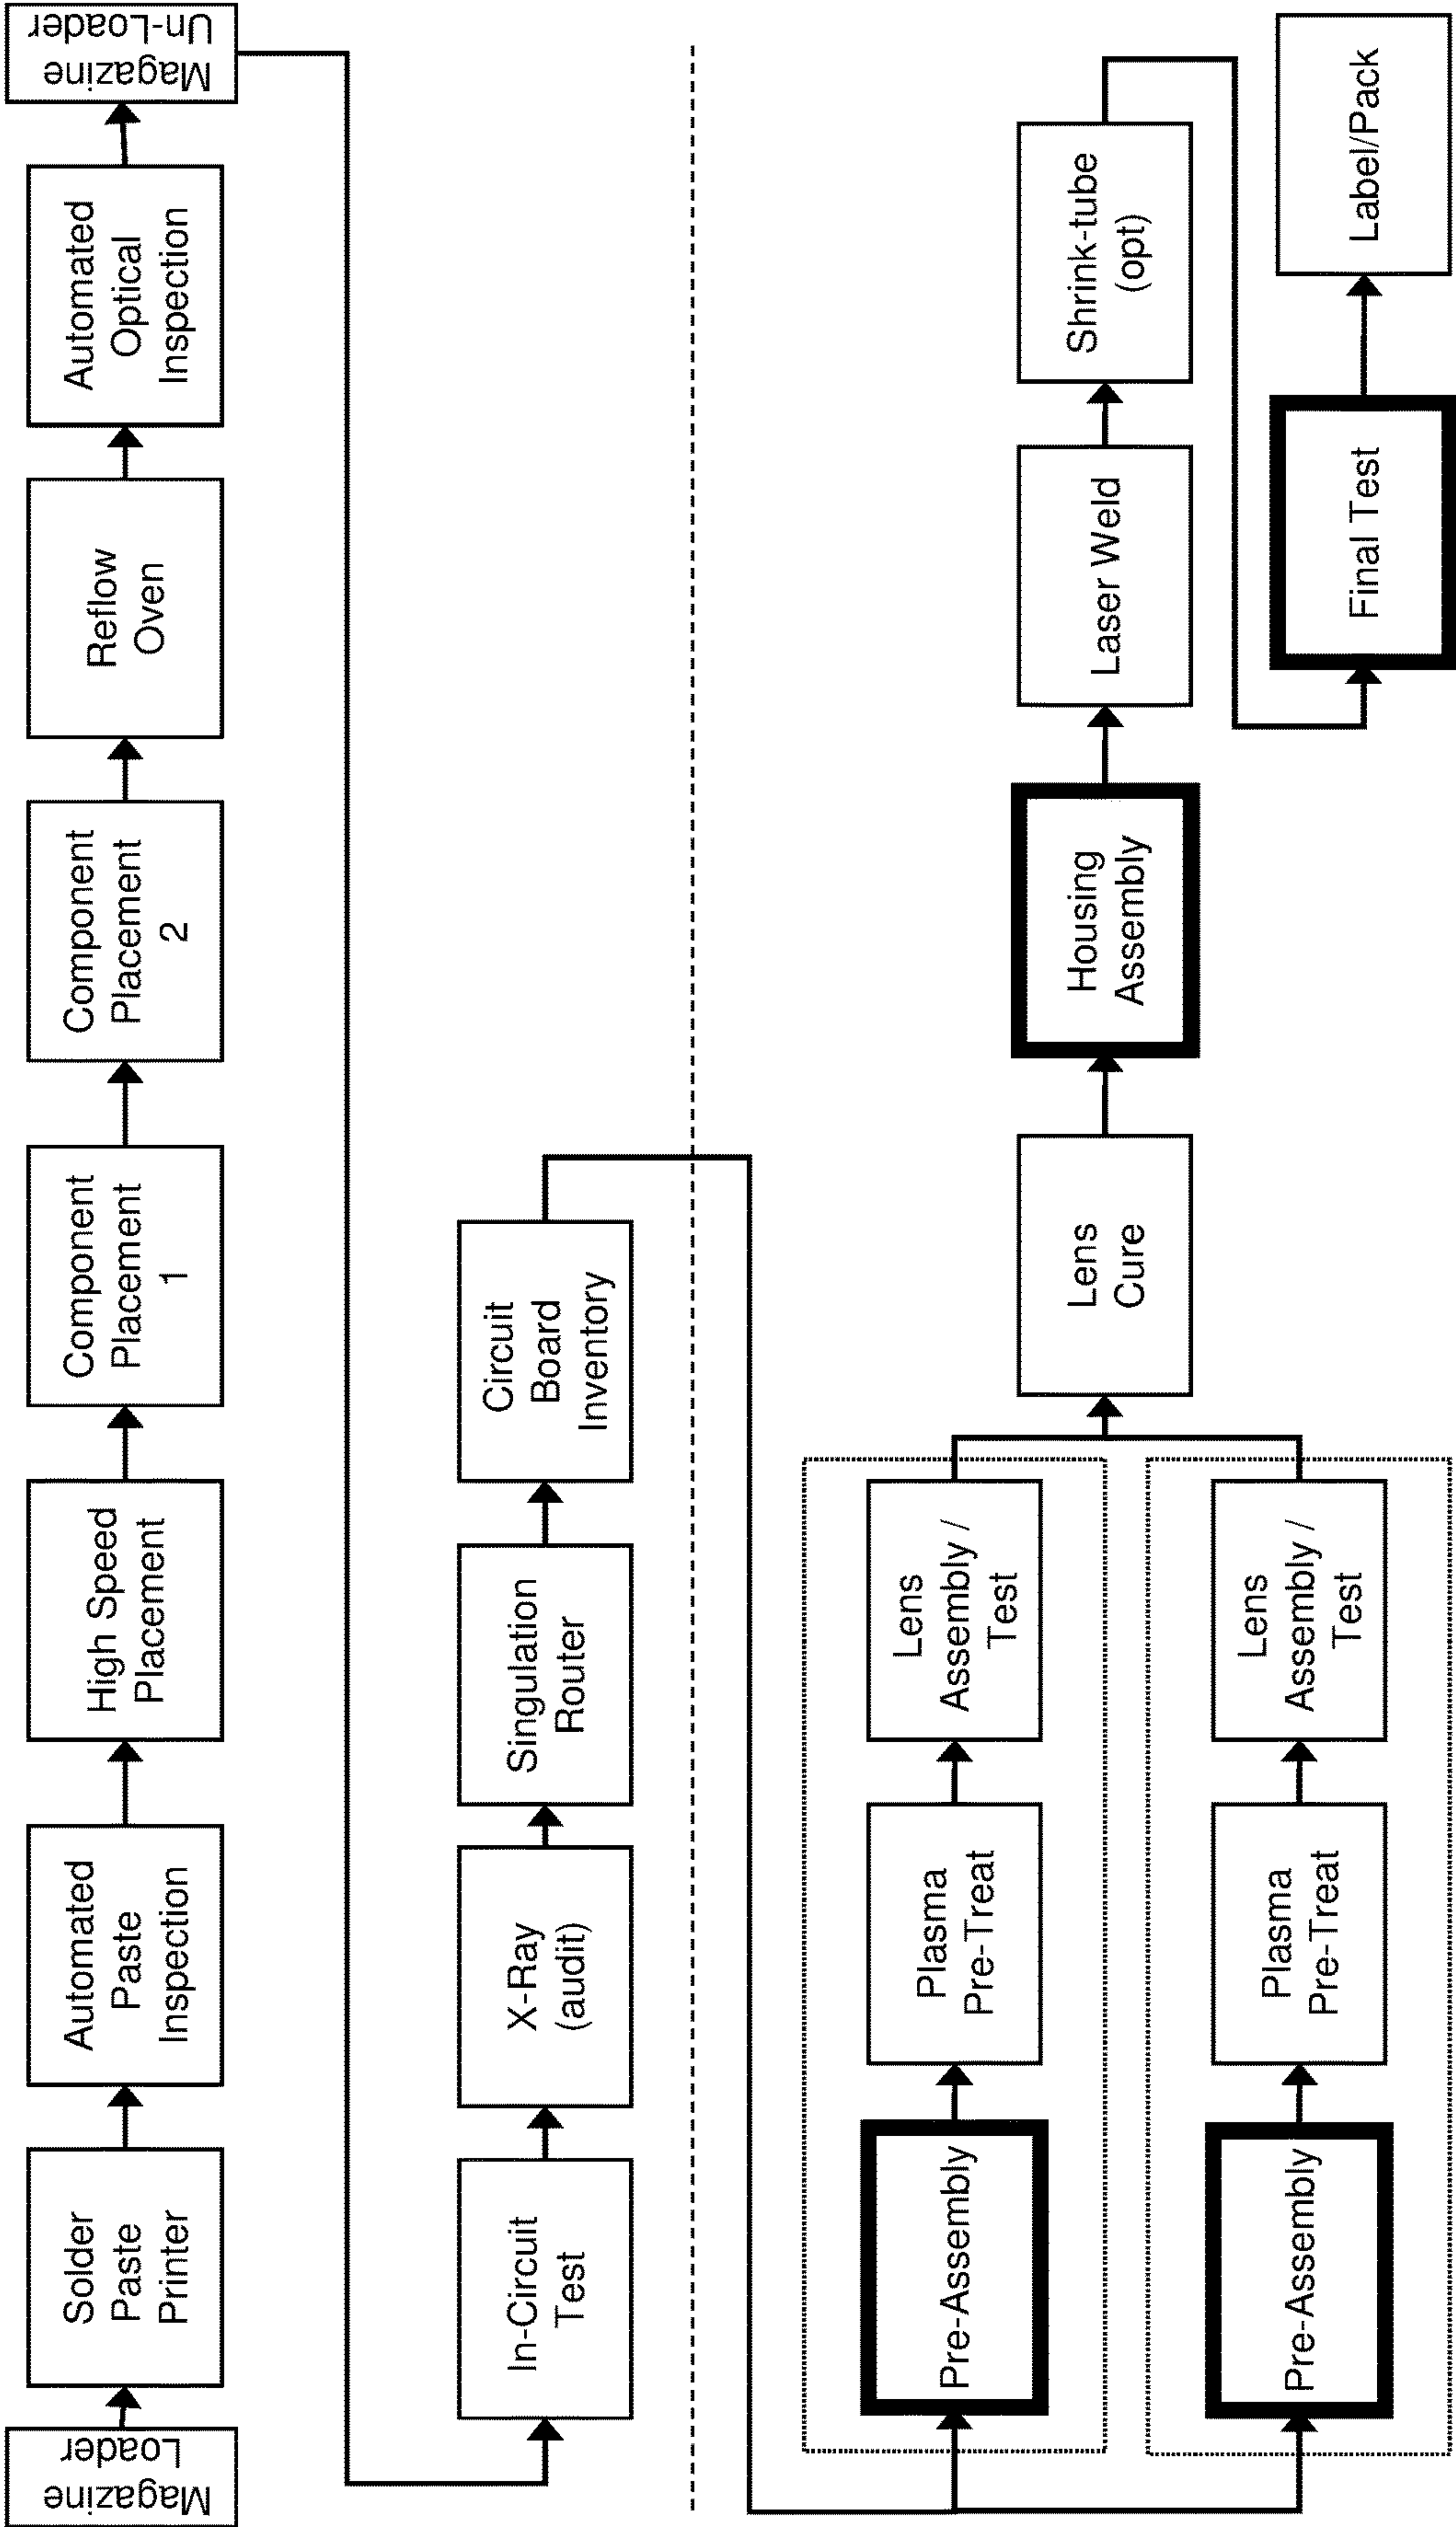 Magazine
Loader
Solder
Paste
Printer
Automated
Paste
Inspection
High Speed
Placement
Component
Placement
1
Component
Placement
2
Reflow
Oven
Automated
Optical
Inspection
Magazine
Un-Loader
In-Circuit
Test
X-Ray
(audit)
Singulation
Router
Circuit
Board
Inventory
Pre-Assembly
Plasma
Pre-Treat
Lens
Assembly /
Test
Pre-Assembly
Plasma
Pre-Treat
Lens
Assembly /
Test
Lens
Cure
Housing
Assembly
Laser Weld
Shrink-tube
(opt)
Final Test
Label/Pack